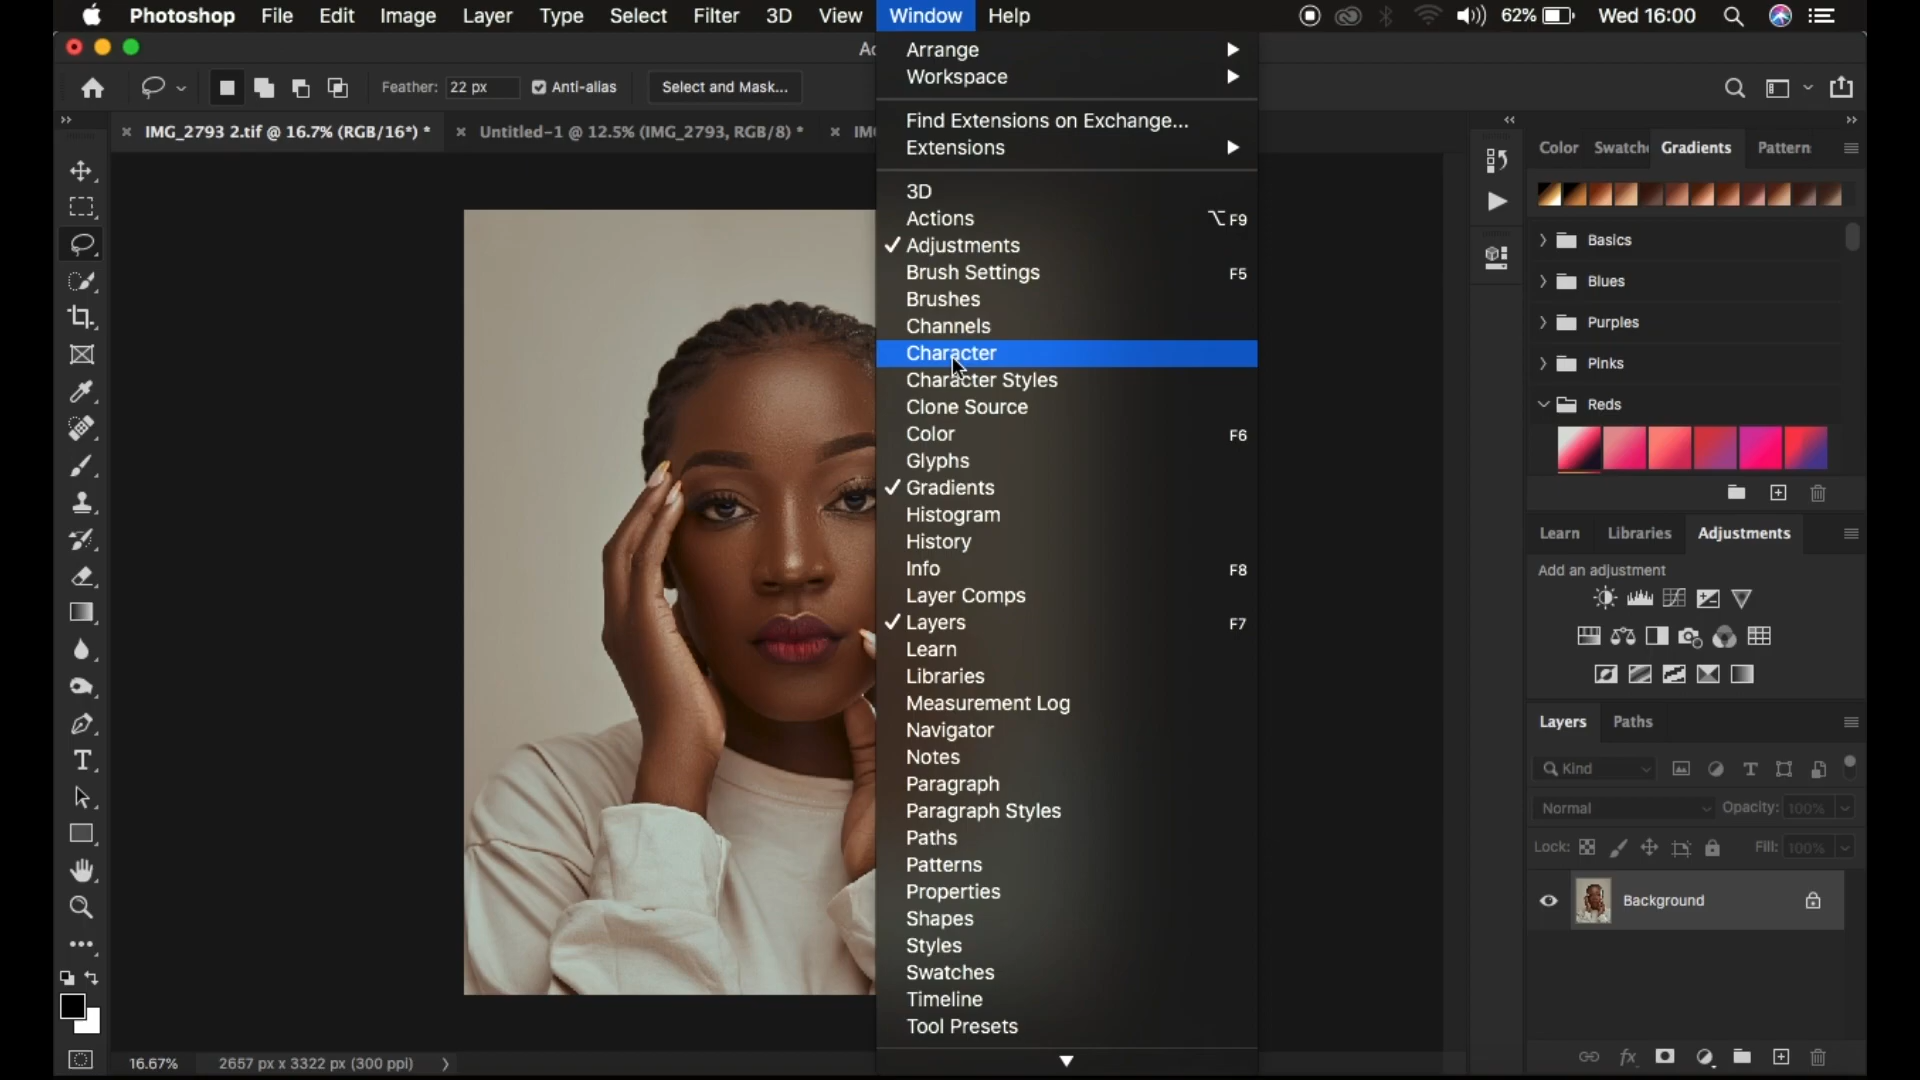 Photoshop File Edit Image Layer Type Select Filter 3D View Window Help 62% Wed 16:00
Feather: 22 px Anti-alias Select and Mask...
IMG_2793 2.tif @ 16.7% (RGB/16*) * Untitled-1 @ 12.5% (IMG_2793, RGB/8) *
Arrange
Workspace
Find Extensions on Exchange...
Extensions
3D
Actions ⌥F9
Adjustments
Brush Settings F5
Brushes
Channels
Character
Character Styles
Clone Source
Color F6
Glyphs
Gradients
Histogram
History
Info F8
Layer Comps
Layers F7
Learn
Libraries
Measurement Log
Navigator
Notes
Paragraph
Paragraph Styles
Paths
Patterns
Properties
Shapes
Styles
Swatches
Timeline
Tool Presets
Color Swatche Gradients Pattern
Basics
Blues
Purples
Pinks
Reds
Learn Libraries Adjustments
Add an adjustment
Layers Paths
Kind
Normal Opacity: 100%
Lock: Fill: 100%
Background
16.67% 2657 px x 3322 px (300 ppi)